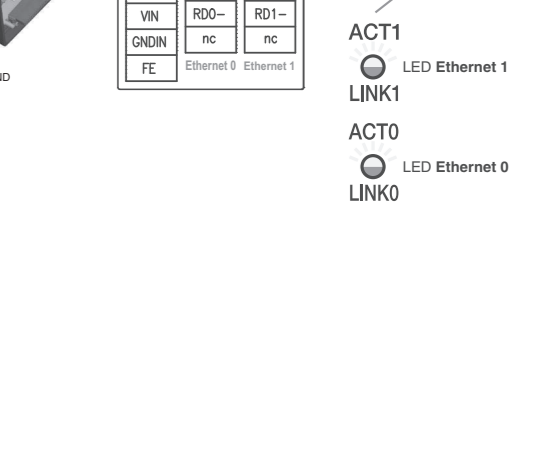 VIN RD0– RD1–
GNDIN nc nc
FE Ethernet 0 Ethernet 1
ND
ACT1
LED Ethernet 1
LINK1
ACT0
LED Ethernet 0
LINK0